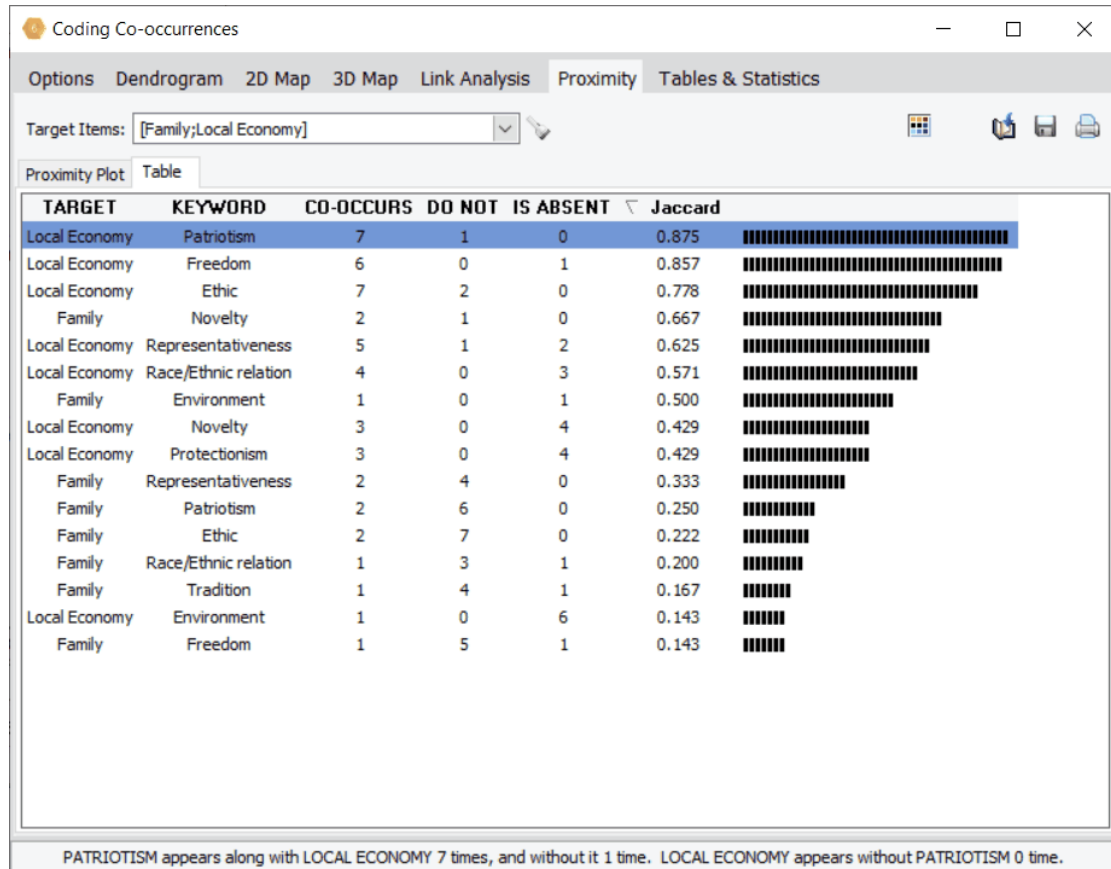 Coding Co-occurrences
Options Dendrogram 2D Map 3D Map Link Analysis Proximity Tables & Statistics
Target Items: [Family;Local Economy]
Proximity Plot Table
TARGET KEYWORD CO-OCCURS DO NOT IS ABSENT Jaccard
Local Economy Patriotism 7 1 0 0.875
Local Economy Freedom 6 0 1 0.857
Local Economy Ethic 7 2 0 0.778
Family Novelty 2 1 0 0.667
Local Economy Representativeness 5 1 2 0.625
Local Economy Race/Ethnic relation 4 0 3 0.571
Family Environment 1 0 1 0.500
Local Economy Novelty 3 0 4 0.429
Local Economy Protectionism 3 0 4 0.429
Family Representativeness 2 4 0 0.333
Family Patriotism 2 6 0 0.250
Family Ethic 2 7 0 0.222
Family Race/Ethnic relation 1 3 1 0.200
Family Tradition 1 4 1 0.167
Local Economy Environment 1 0 6 0.143
Family Freedom 1 5 1 0.143
PATRIOTISM appears along with LOCAL ECONOMY 7 times, and without it 1 time. LOCAL ECONOMY appears without PATRIOTISM 0 time.